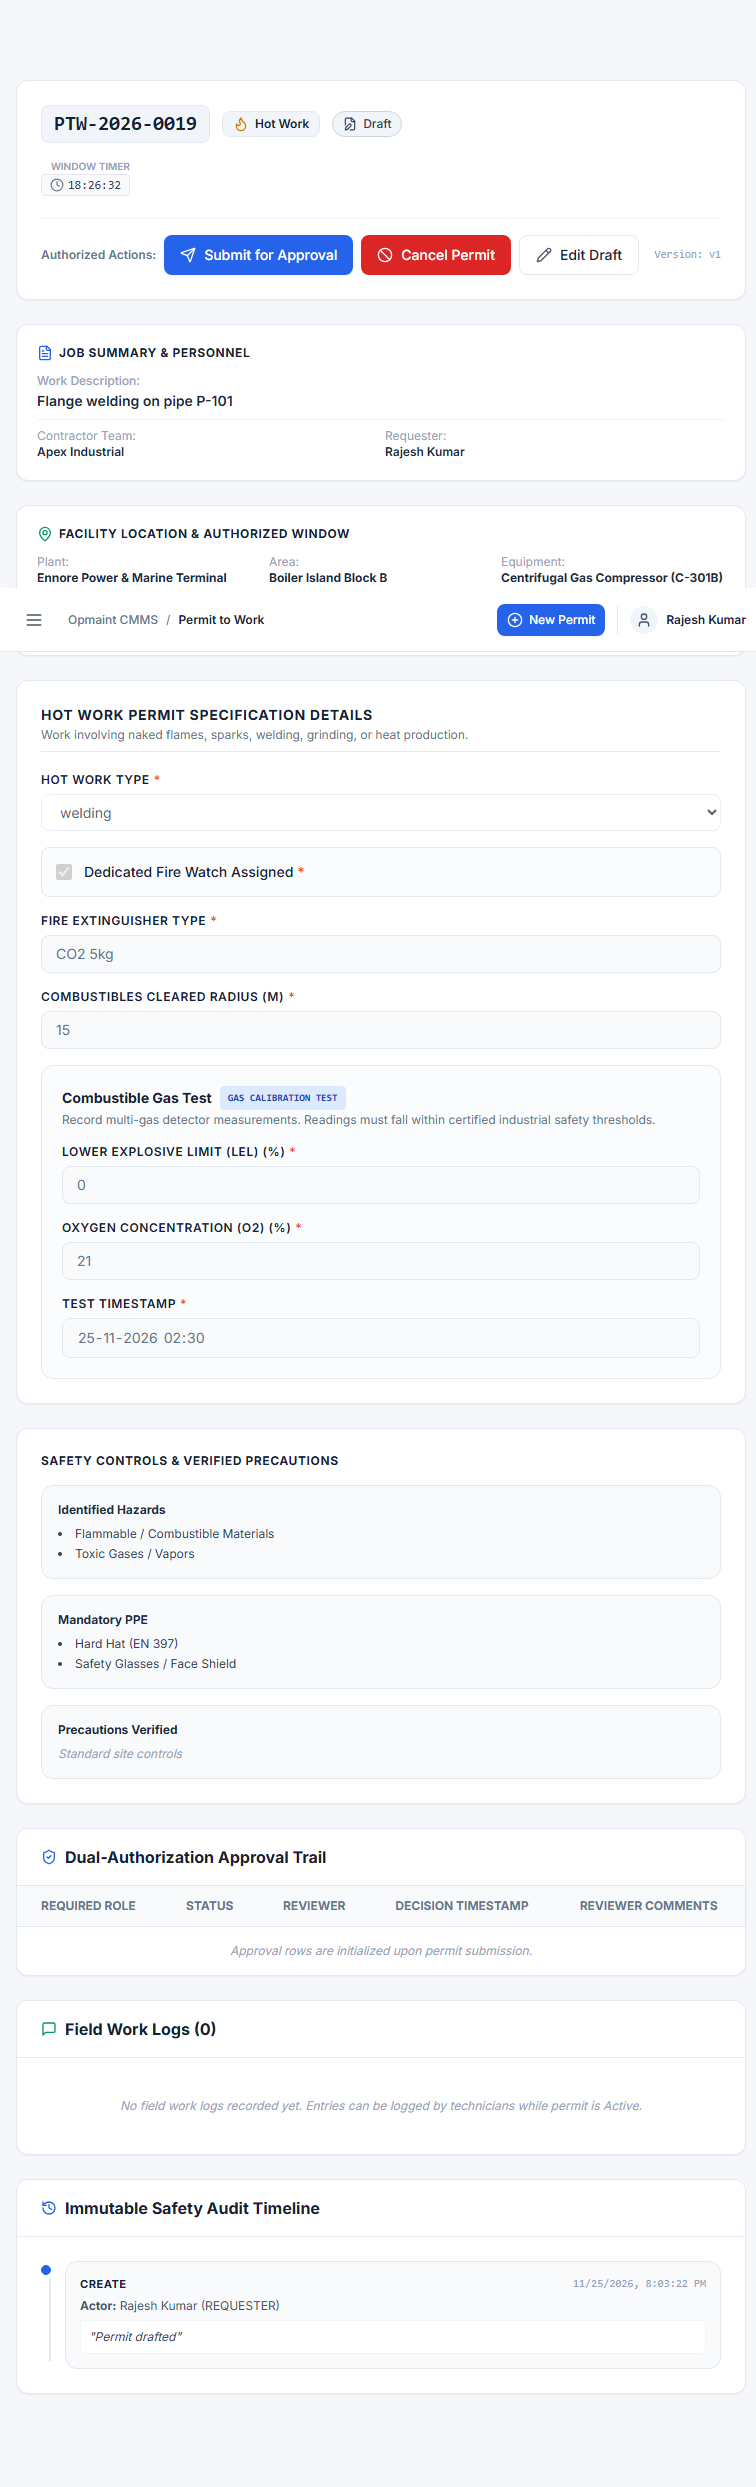 PTW-2026-0019 Hot Work Draft
WINDOW TIMER
18:26:32
Authorized Actions: Submit for Approval Cancel Permit Edit Draft Version: v1
JOB SUMMARY & PERSONNEL
Work Description:
Flange welding on pipe P-101
Contractor Team: Requester:
Apex Industrial Rajesh Kumar
FACILITY LOCATION & AUTHORIZED WINDOW
Plant: Area: Equipment:
Ennore Power & Marine Terminal Boiler Island Block B Centrifugal Gas Compressor (C-301B)
Opmaint CMMS / Permit to Work New Permit Rajesh Kumar
HOT WORK PERMIT SPECIFICATION DETAILS
Work involving naked flames, sparks, welding, grinding, or heat production.
HOT WORK TYPE *
welding
Dedicated Fire Watch Assigned *
FIRE EXTINGUISHER TYPE *
CO2 5kg
COMBUSTIBLES CLEARED RADIUS (M) *
15
Combustible Gas Test GAS CALIBRATION TEST
Record multi-gas detector measurements. Readings must fall within certified industrial safety thresholds.
LOWER EXPLOSIVE LIMIT (LEL) (%) *
0
OXYGEN CONCENTRATION (O2) (%) *
21
TEST TIMESTAMP *
25-11-2026 02:30
SAFETY CONTROLS & VERIFIED PRECAUTIONS
Identified Hazards
• Flammable / Combustible Materials
• Toxic Gases / Vapors
Mandatory PPE
• Hard Hat (EN 397)
• Safety Glasses / Face Shield
Precautions Verified
Standard site controls
Dual-Authorization Approval Trail
REQUIRED ROLE STATUS REVIEWER DECISION TIMESTAMP REVIEWER COMMENTS
Approval rows are initialized upon permit submission.
Field Work Logs (0)
No field work logs recorded yet. Entries can be logged by technicians while permit is Active.
Immutable Safety Audit Timeline
CREATE 11/25/2026, 8:03:22 PM
Actor: Rajesh Kumar (REQUESTER)
"Permit drafted"